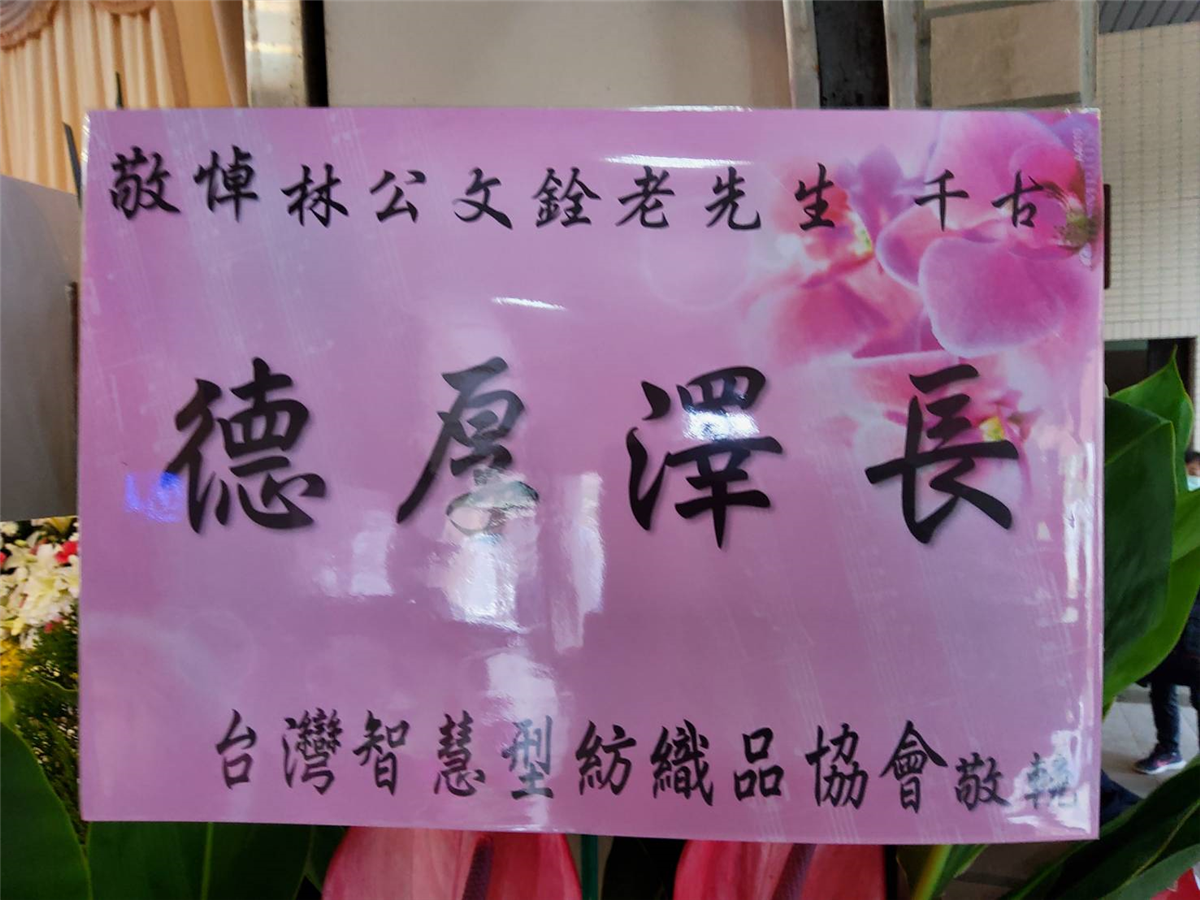 敬悼林公文銓老先生 千古
德厚澤長
台灣智慧型紡織品協會敬輓